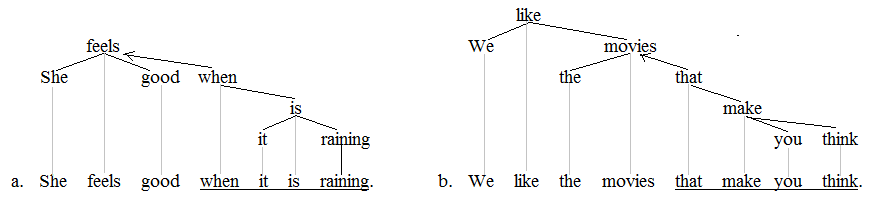 like
feels We movies
She good when the that
is make
it raining you think
a. She feels good when it is raining. b. We like the movies that make you think.